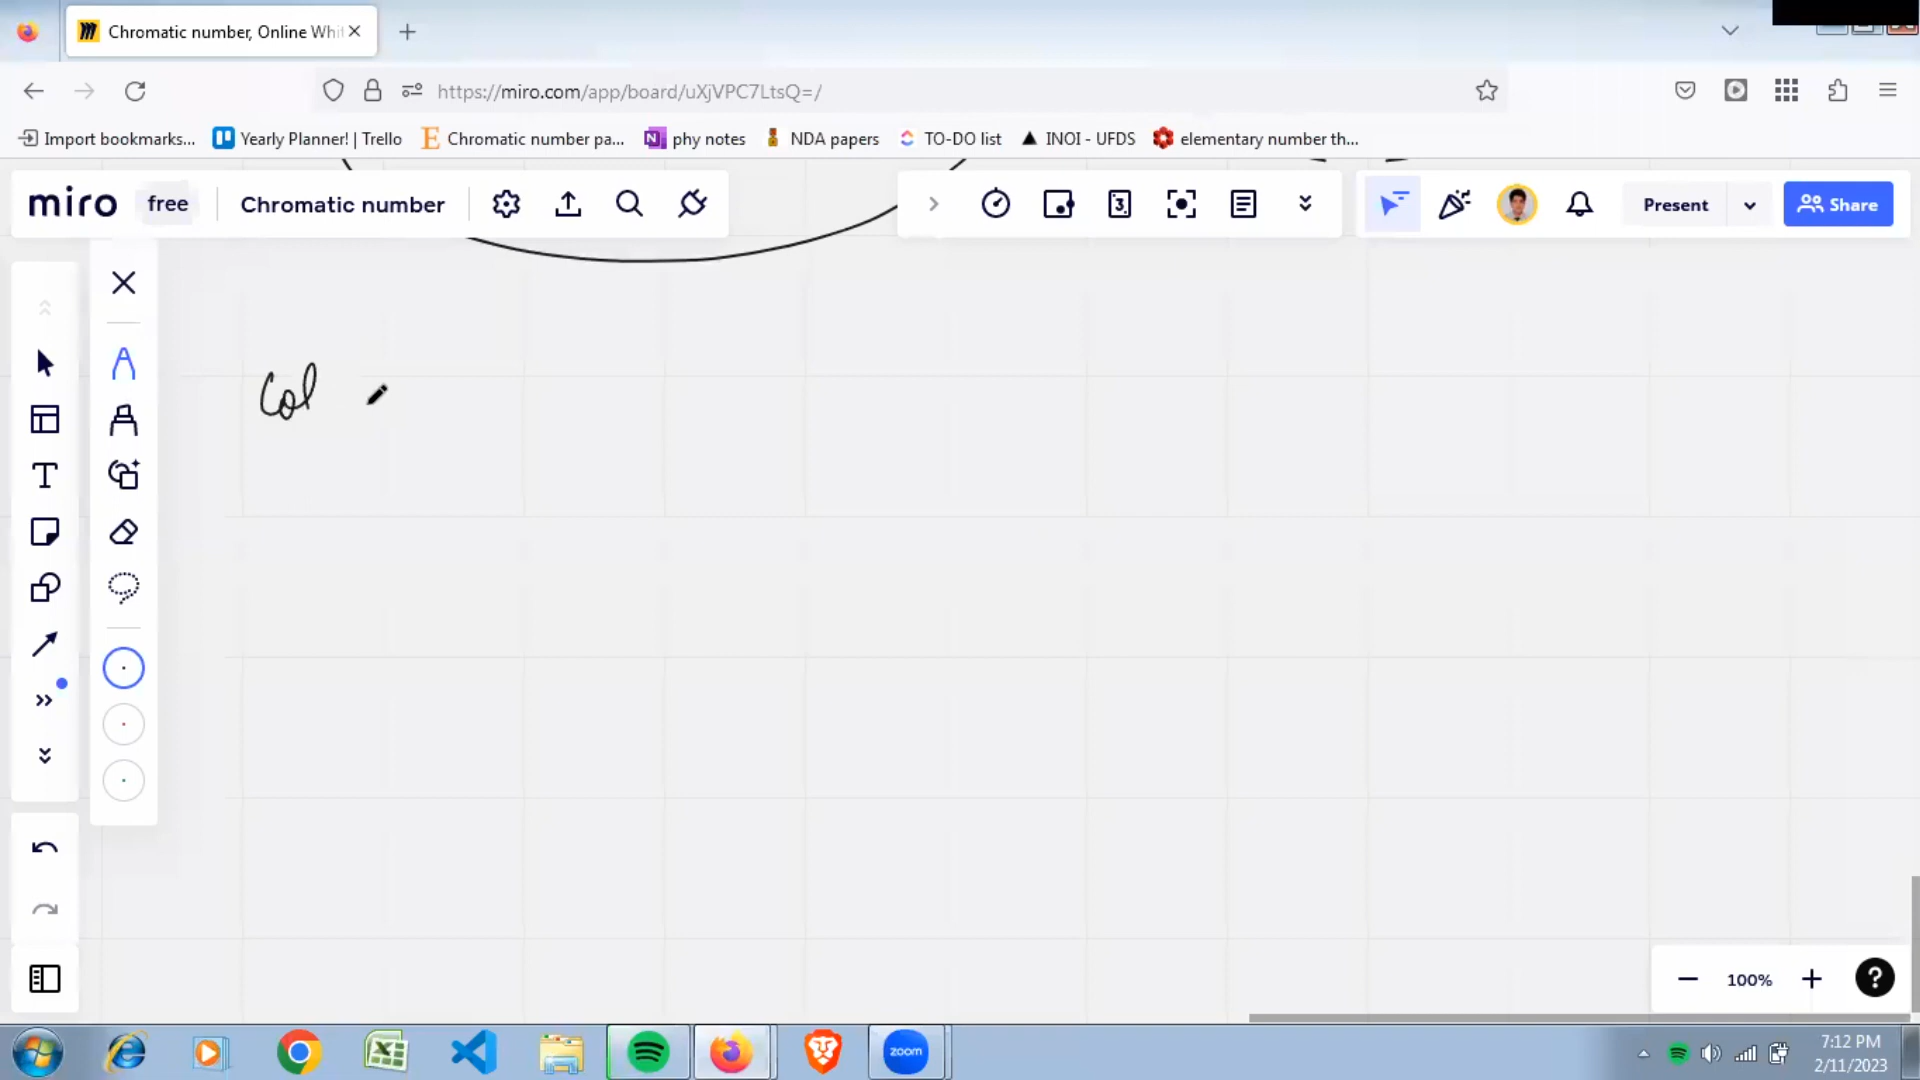 Chromatic number, Online Whit
https://miro.com/app/board/uXjVPC7LtsQ=/
Import bookmarks... Yearly Planner! | Trello Chromatic number pa... phy notes NDA papers TO-DO list INOI - UFDS elementary number th...
miro free Chromatic number Present Share
Col
100%
zoom
7:12 PM
2/11/2023